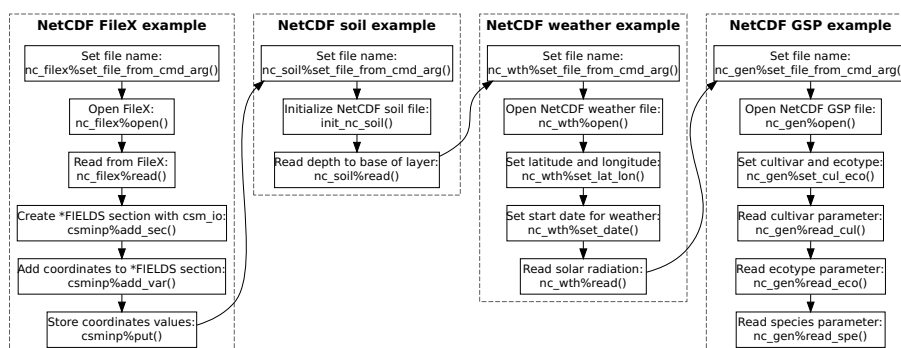 NetCDF FileX example
Set file name:
nc_filex%set_file_from_cmd_arg()
Open FileX:
nc_filex%open()
Read from FileX:
nc_filex%read()
Create *FIELDS section with csm_io:
csminp%add_sec()
Add coordinates to *FIELDS section:
csminp%add_var()
Store coordinates values:
csminp%put()
NetCDF soil example
Set file name:
nc_soil%set_file_from_cmd_arg()
Initialize NetCDF soil file:
init_nc_soil()
Read depth to base of layer:
nc_soil%read()
NetCDF weather example
Set file name:
nc_wth%set_file_from_cmd_arg()
Open NetCDF weather file:
nc_wth%open()
Set latitude and longitude:
nc_wth%set_lat_lon()
Set start date for weather:
nc_wth%set_date()
Read solar radiation:
nc_wth%read()
NetCDF GSP example
Set file name:
nc_gen%set_file_from_cmd_arg()
Open NetCDF GSP file:
nc_gen%open()
Set cultivar and ecotype:
nc_gen%set_cul_eco()
Read cultivar parameter:
nc_gen%read_cul()
Read ecotype parameter:
nc_gen%read_eco()
Read species parameter:
nc_gen%read_spe()